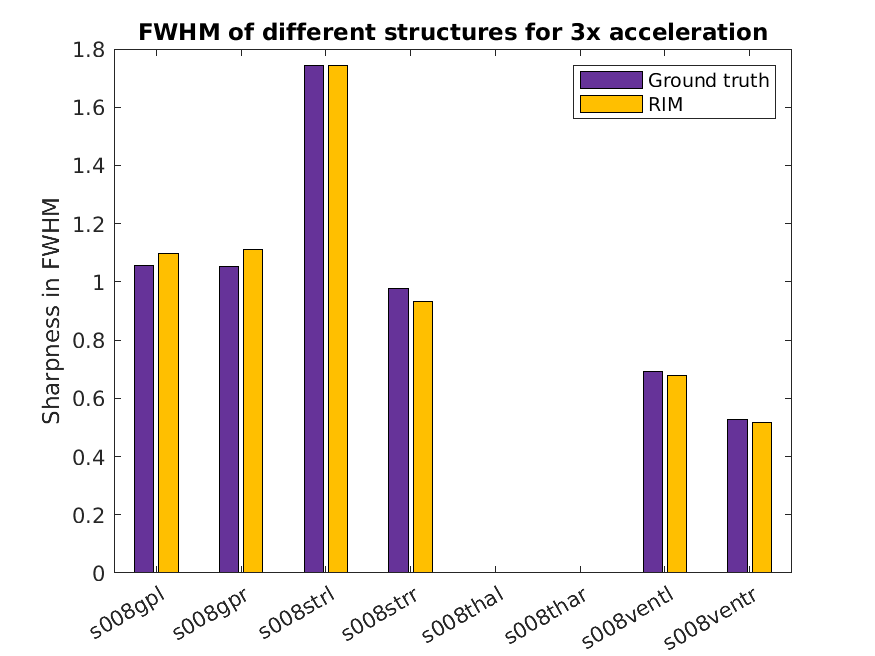 FWHM of different structures for 3x acceleration
Ground truth
RIM
Sharpness in FWHM
1.8
1.6
1.4
1.2
1
0.8
0.6
0.4
0.2
0
s008gpl
s008gpr
s008strl
s008strr
s008thal
s008thar
s008ventl
s008ventr